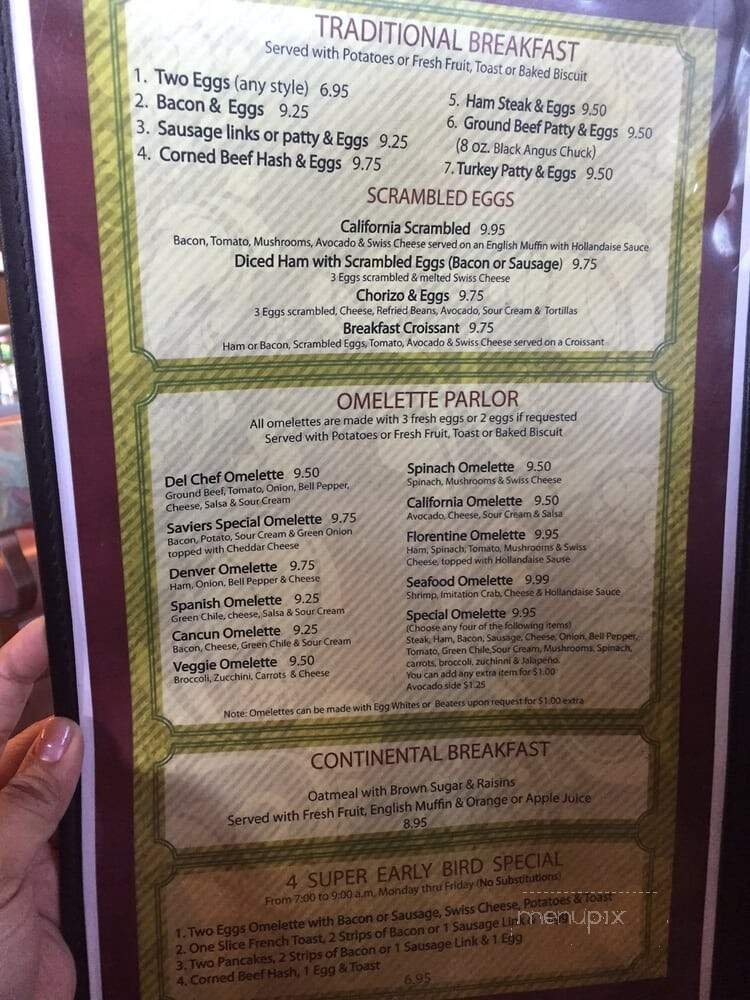 TRADITIONAL BREAKFAST
Served with Potatoes or Fresh Fruit, Toast or Baked Biscuit
1. Two Eggs (any style) 6.95
2. Bacon & Eggs 9.25
3. Sausage links or patty & Eggs 9.25
4. Corned Beef Hash & Eggs 9.75
5. Ham Steak & Eggs 9.50
6. Ground Beef Patty & Eggs 9.50
(8 oz. Black Angus Chuck)
7. Turkey Patty & Eggs 9.50
SCRAMBLED EGGS
California Scrambled 9.95
Bacon, Tomato, Mushrooms, Avocado & Swiss Cheese served on an English Muffin with Hollandaise Sauce
Diced Ham with Scrambled Eggs (Bacon or Sausage) 9.75
3 Eggs scrambled & melted Swiss Cheese
Chorizo & Eggs 9.75
3 Eggs scrambled, Cheese, Refried Beans, Avocado, Sour Cream & Tortillas
Breakfast Croissant 9.75
Ham or Bacon, Scrambled Eggs, Tomato, Avocado & Swiss Cheese served on a Croissant
OMELETTE PARLOR
All omelettes are made with 3 fresh eggs or 2 eggs if requested
Served with Potatoes or Fresh Fruit, Toast or Baked Biscuit
Del Chef Omelette 9.50
Ground Beef, Tomato, Onion, Bell Pepper,
Cheese, Salsa & Sour Cream
Saviers Special Omelette 9.75
Bacon, Potato, Sour Cream & Green Onion
topped with Cheddar Cheese
Denver Omelette 9.75
Ham, Onion, Bell Pepper & Cheese
Spanish Omelette 9.25
Green Chile, cheese, Salsa & Sour Cream
Cancun Omelette 9.25
Bacon, Cheese, Green Chile & Sour Cream
Veggie Omelette 9.50
Broccoli, Zucchini, Carrots & Cheese
Spinach Omelette 9.50
Spinach, Mushrooms & Swiss Cheese
California Omelette 9.50
Avocado, Cheese, Sour Cream & Salsa
Florentine Omelette 9.95
Ham, Spinach, Tomato, Mushrooms & Swiss
Cheese, topped with Hollandaise Sause
Seafood Omelette 9.99
Shrimp, Imitation Crab, Cheese & Hollandaise Sauce
Special Omelette 9.95
(Choose any four of the following items)
Steak, Ham, Bacon, Sausage, Cheese, Onion, Bell Pepper,
Tomato, Green Chile, Sour Cream, Mushrooms, Spinach,
carrots, broccoli, zuchinni & Jalapeño.
You can add any extra item for $1.00
Avocado side $1.25
Note: Omelettes can be made with Egg Whites or Beaters upon request for $1.00 extra
CONTINENTAL BREAKFAST
Oatmeal with Brown Sugar & Raisins
Served with Fresh Fruit, English Muffin & Orange or Apple Juice
8.95
4 SUPER EARLY BIRD SPECIAL
From 7:00 to 9:00 a.m. Monday thru Friday (No Substitutions)
1. Two Eggs Omelette with Bacon or Sausage, Swiss Cheese, Potatoes & Toast
2. One Slice French Toast, 2 Strips of Bacon or 1 Sausage Link
3. Two Pancakes, 2 Strips of Bacon or 1 Sausage Link & 1 Egg
4. Corned Beef Hash, 1 Egg & Toast
6.95
menupix